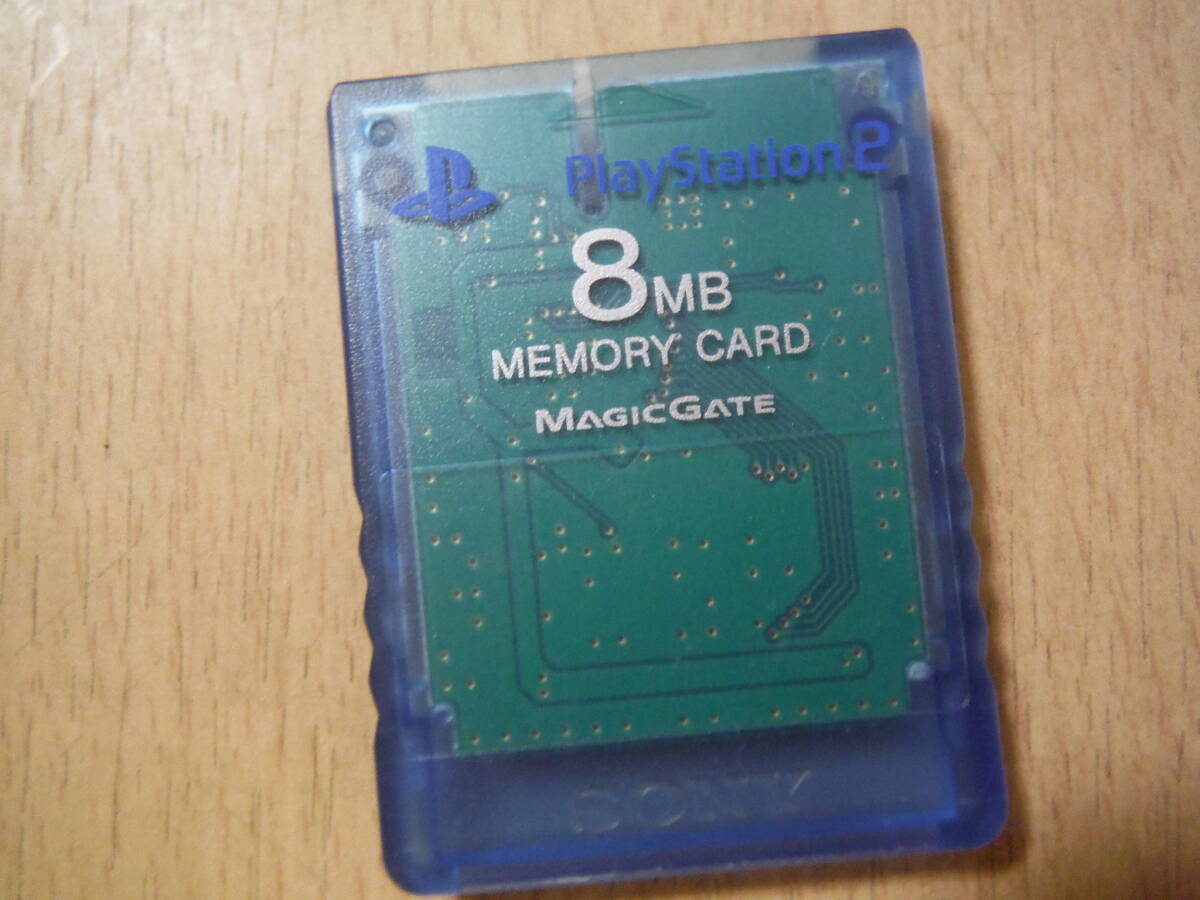 PlayStation 2
8MB
MEMORY CARD
MAGICGATE
SONY